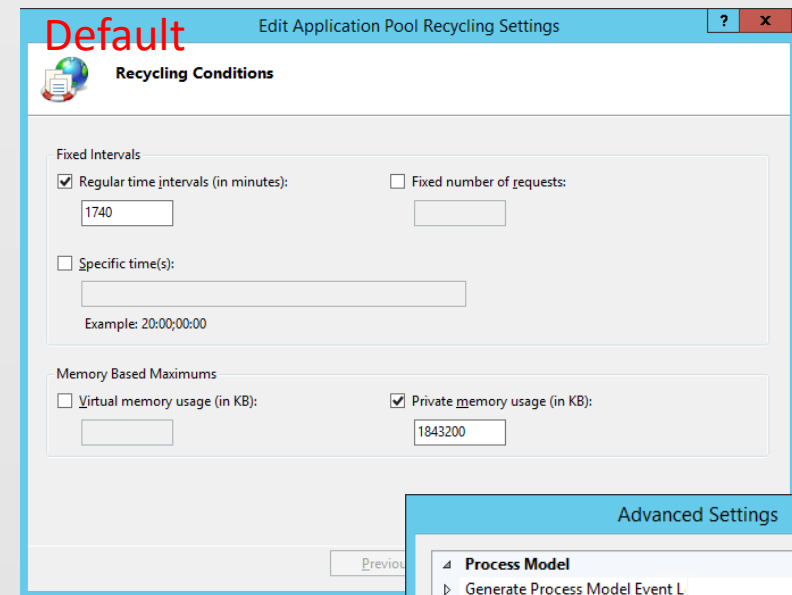 Default
Edit Application Pool Recycling Settings
? x
Recycling Conditions
Fixed Intervals
Regular time intervals (in minutes):
Fixed number of requests:
1740
Specific time(s):
Example: 20:00;00:00
Memory Based Maximums
Virtual memory usage (in KB):
Private memory usage (in KB):
1843200
Advanced Settings
Previou
Process Model
Generate Process Model Event L